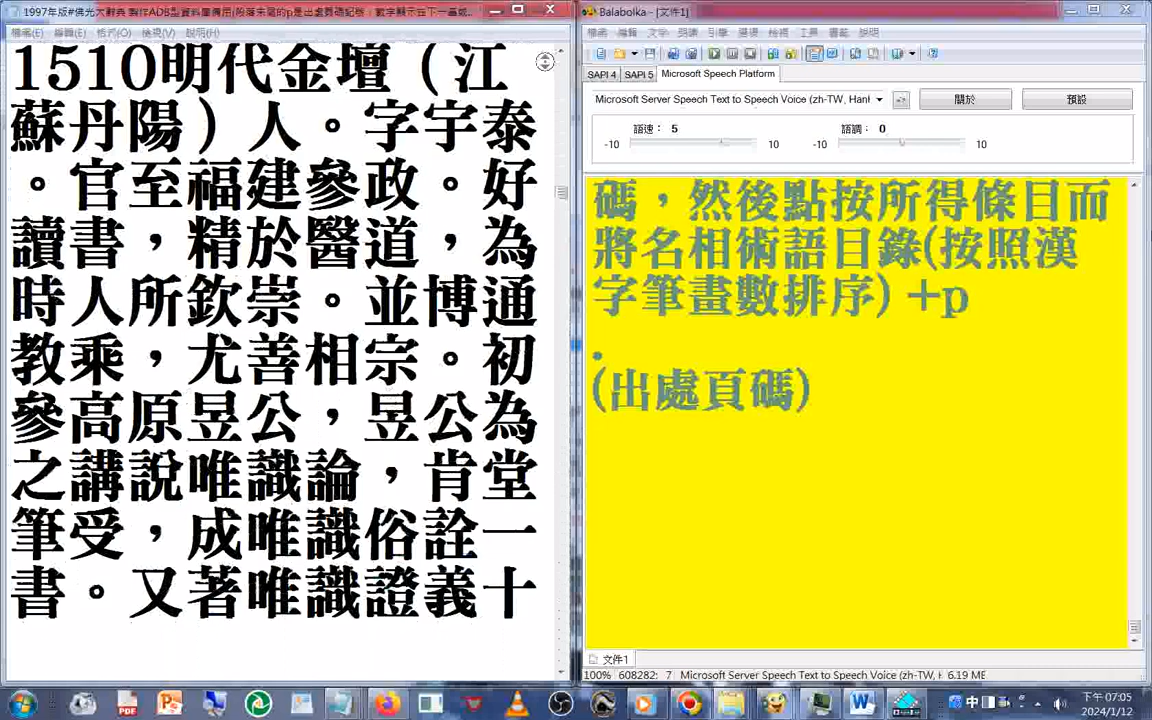 1510明代金壇（江
蘇丹陽）人。字宇泰
。官至福建參政。好
讀書，精於醫道，為
時人所欽崇。並博通
教乘，尤善相宗。初
參高原昱公，昱公為
之講說唯識論，肯堂
筆受，成唯識俗詮一
書。又著唯識證義十
Balabolka - [文件1]
SAPI 4 SAPI 5 Microsoft Speech Platform
Microsoft Server Speech Text to Speech Voice (zh-TW, Hanl
關於
預設
語速： 5
語調： 0
-10 10 -10 10
碼，然後點按所得條目而
將名相術語目錄(按照漢
字筆畫數排序) +p
.
(出處頁碼)
文件1
100% 608282: 7 Microsoft Server Speech Text to Speech Voice (zh-TW, H 6.19 ME
中
下午 07:05
2024/1/12